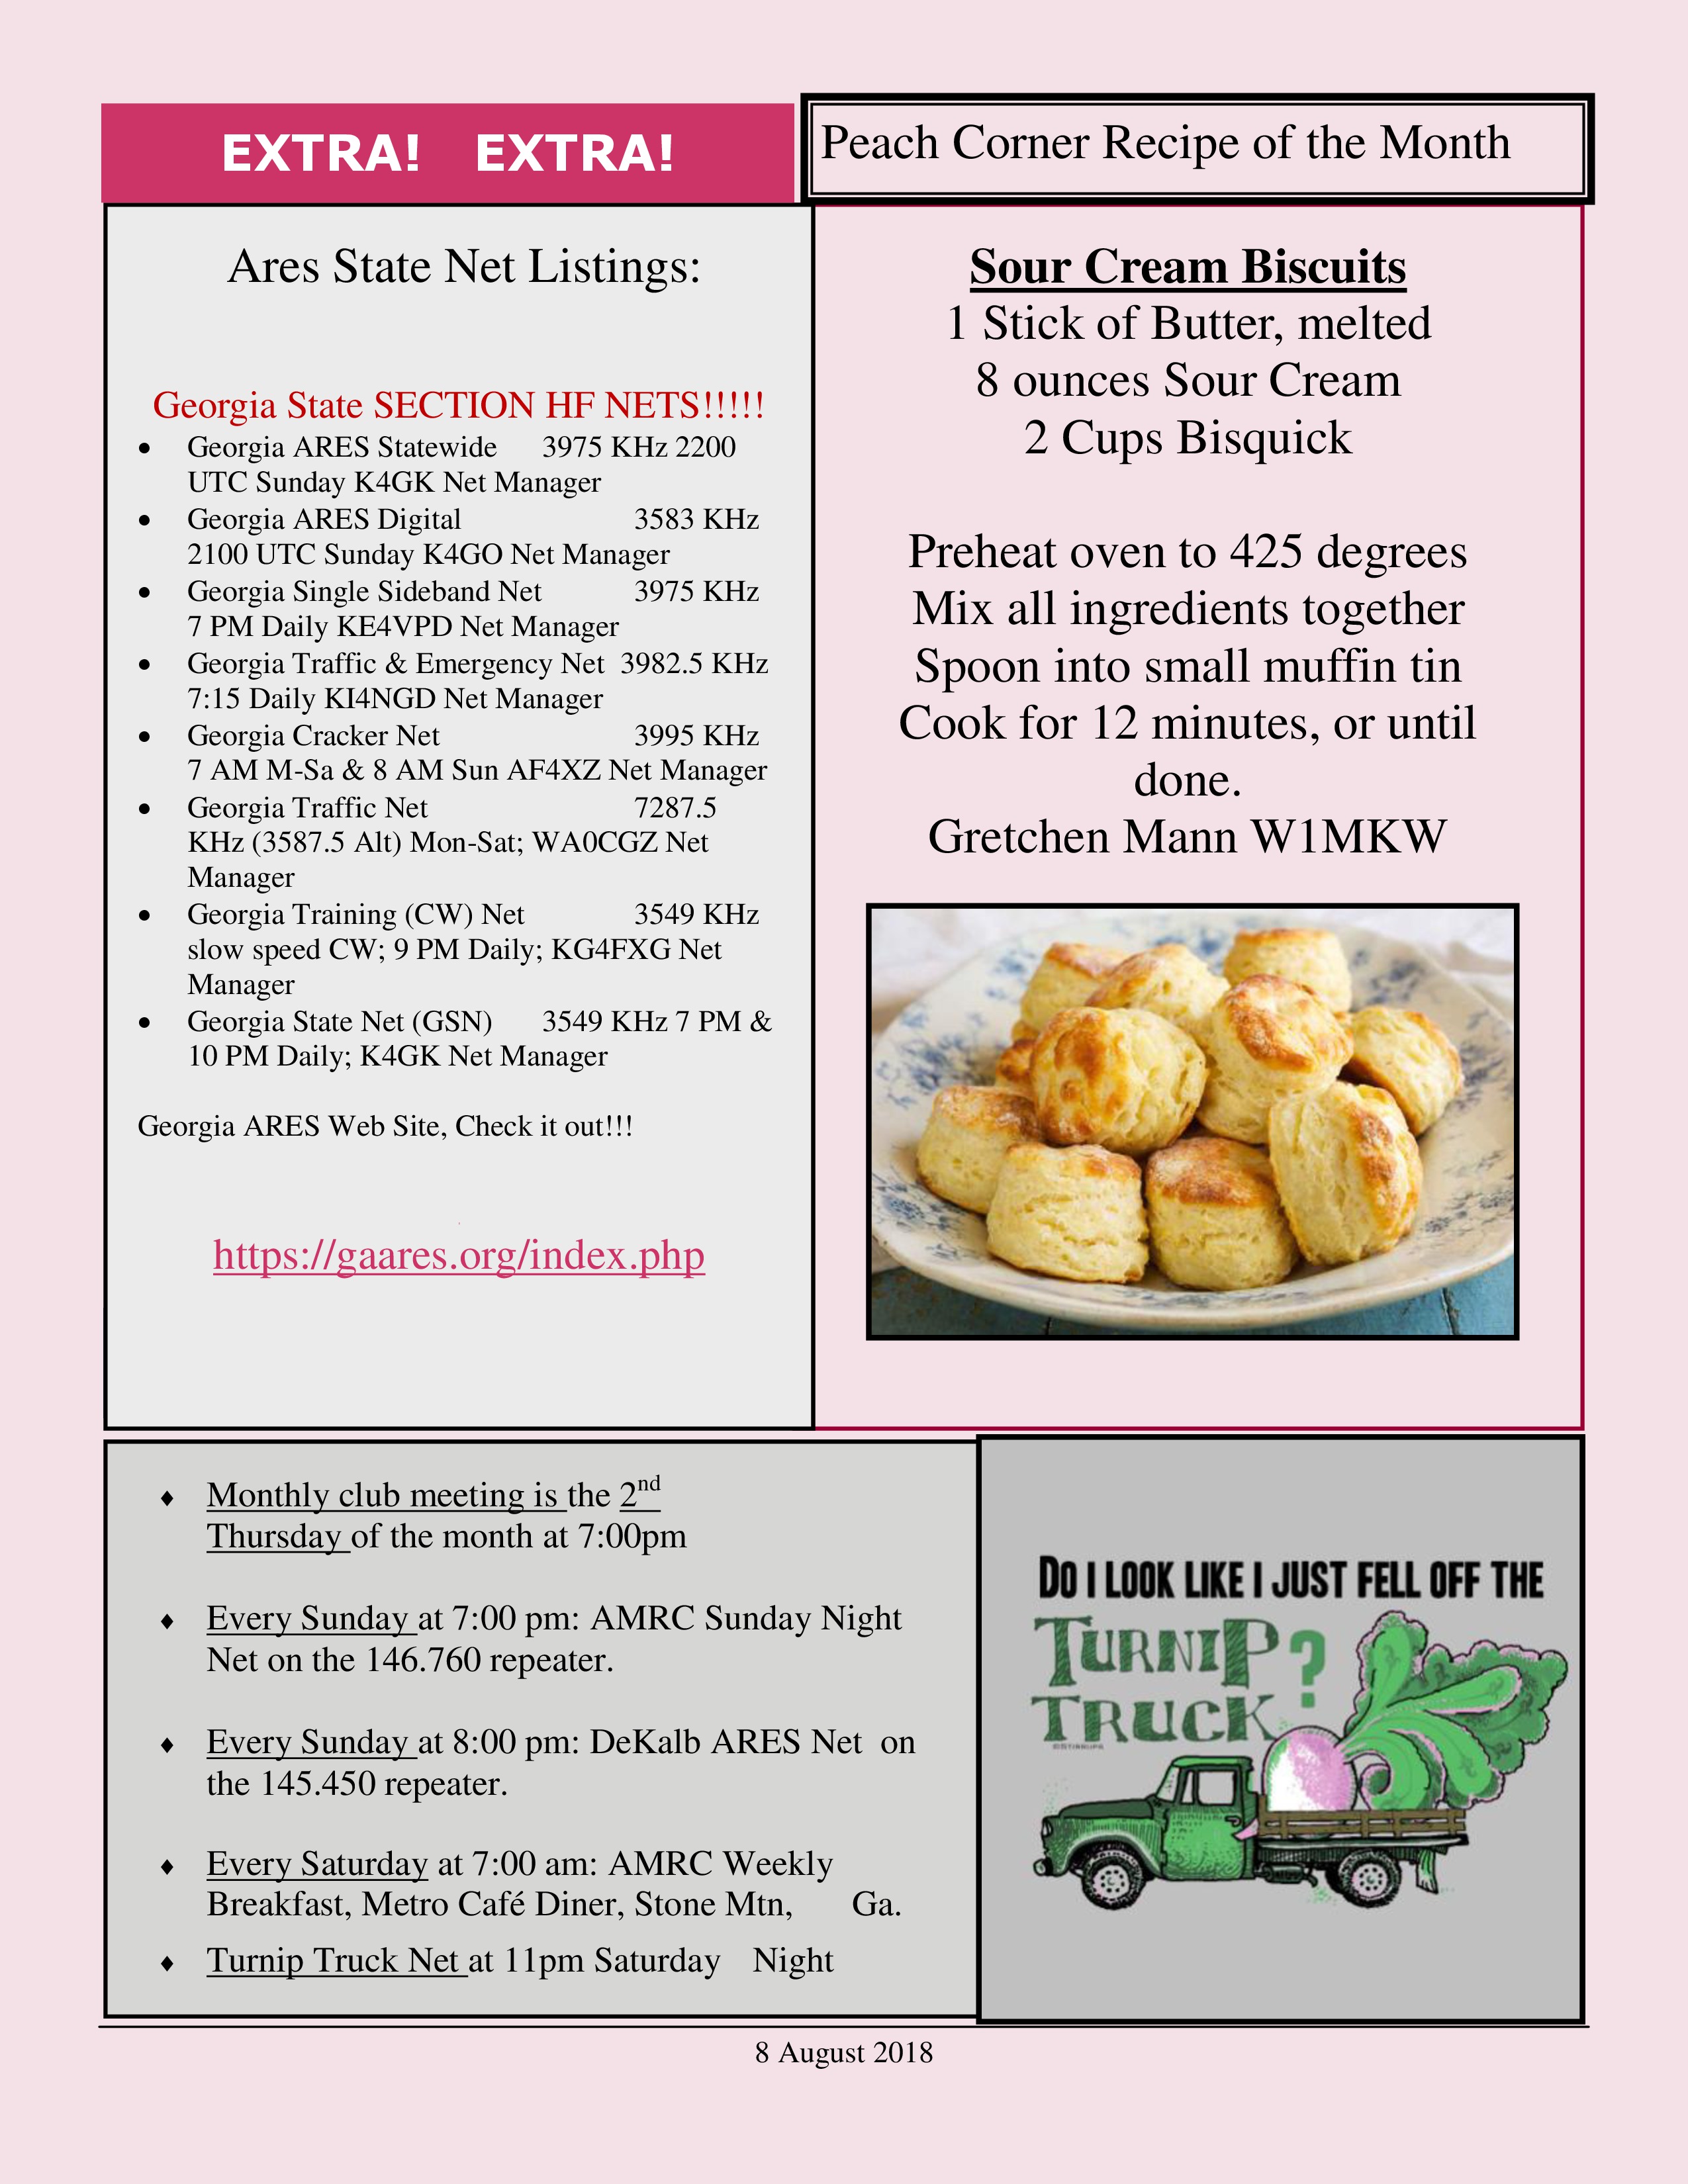 EXTRA! EXTRA!
Peach Corner Recipe of the Month
Ares State Net Listings:
Georgia State SECTION HF NETS!!!!!
• Georgia ARES Statewide 3975 KHz 2200
UTC Sunday K4GK Net Manager
• Georgia ARES Digital 3583 KHz
2100 UTC Sunday K4GO Net Manager
• Georgia Single Sideband Net 3975 KHz
7 PM Daily KE4VPD Net Manager
• Georgia Traffic & Emergency Net 3982.5 KHz
7:15 Daily KI4NGD Net Manager
• Georgia Cracker Net 3995 KHz
7 AM M-Sa & 8 AM Sun AF4XZ Net Manager
• Georgia Traffic Net 7287.5
KHz (3587.5 Alt) Mon-Sat; WA0CGZ Net
Manager
• Georgia Training (CW) Net 3549 KHz
slow speed CW; 9 PM Daily; KG4FXG Net
Manager
• Georgia State Net (GSN) 3549 KHz 7 PM &
10 PM Daily; K4GK Net Manager
Georgia ARES Web Site, Check it out!!!
https://gaares.org/index.php
Sour Cream Biscuits
1 Stick of Butter, melted
8 ounces Sour Cream
2 Cups Bisquick
Preheat oven to 425 degrees
Mix all ingredients together
Spoon into small muffin tin
Cook for 12 minutes, or until
done.
Gretchen Mann W1MKW
♦ Monthly club meeting is the 2nd
Thursday of the month at 7:00pm
♦ Every Sunday at 7:00 pm: AMRC Sunday Night
Net on the 146.760 repeater.
♦ Every Sunday at 8:00 pm: DeKalb ARES Net on
the 145.450 repeater.
♦ Every Saturday at 7:00 am: AMRC Weekly
Breakfast, Metro Café Diner, Stone Mtn, Ga.
♦ Turnip Truck Net at 11pm Saturday Night
DO I LOOK LIKE I JUST FELL OFF THE
TURNIP
TRUCK?
8 August 2018